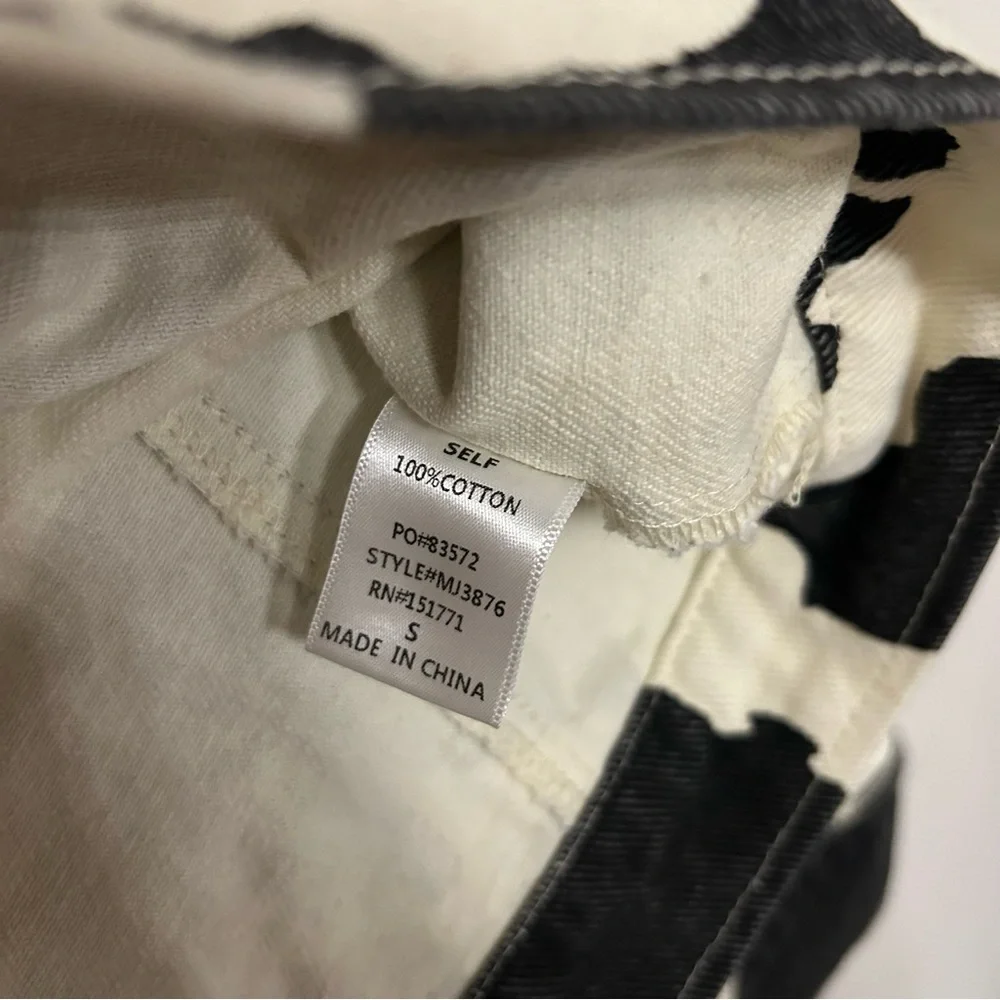 SELF
100%COTTON
PO#83572
STYLE#MJ3876
RN#151771
S
MADE IN CHINA